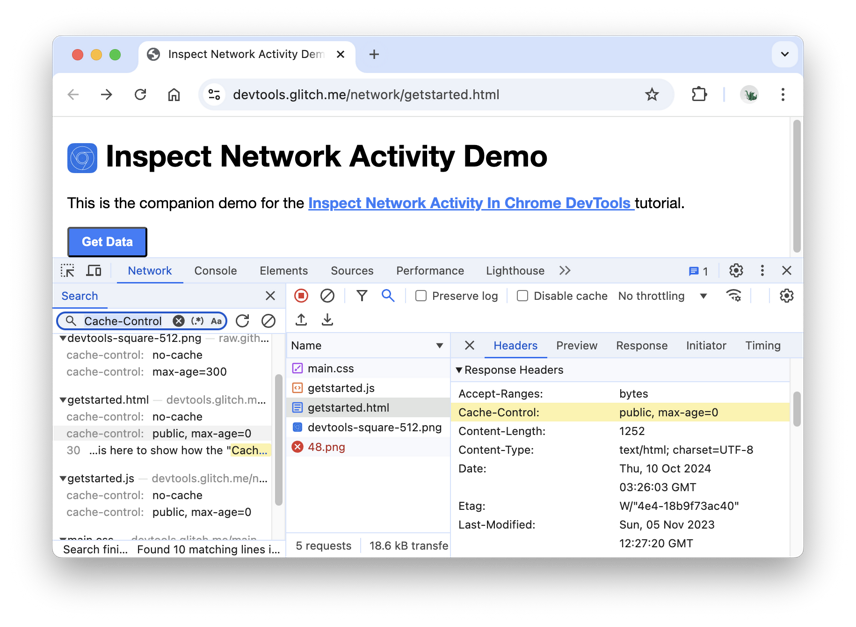 Inspect Network Activity Dem
devtools.glitch.me/network/getstarted.html
Inspect Network Activity Demo
This is the companion demo for the Inspect Network Activity In Chrome DevTools tutorial.
Get Data
Network Console Elements Sources Performance Lighthouse 1
Search
Preserve log Disable cache No throttling
Cache-Control (.*) Aa
devtools-square-512.png — raw.gith...
cache-control: no-cache
cache-control: max-age=300
getstarted.html — devtools.glitch.m...
cache-control: no-cache
cache-control: public, max-age=0
30 ...is here to show how the "Cach...
getstarted.js — devtools.glitch.me/n...
cache-control: no-cache
cache-control: public, max-age=0
main.css — devtools.glitch.me/main
Search fini... Found 10 matching lines i...
Name
main.css
getstarted.js
getstarted.html
devtools-square-512.png
48.png
5 requests 18.6 kB transfe
Headers Preview Response Initiator Timing
Response Headers
Accept-Ranges: bytes
Cache-Control: public, max-age=0
Content-Length: 1252
Content-Type: text/html; charset=UTF-8
Date: Thu, 10 Oct 2024
03:26:03 GMT
Etag: W/"4e4-18b9f73ac40"
Last-Modified: Sun, 05 Nov 2023
12:27:20 GMT